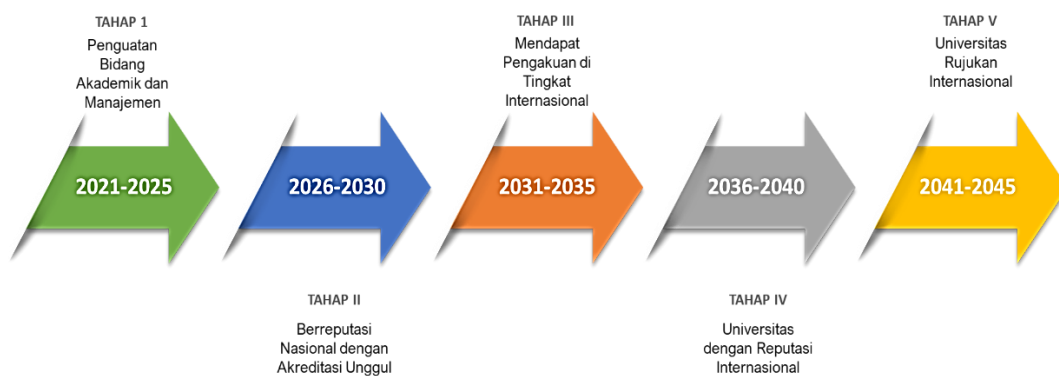 TAHAP 1
Penguatan
Bidang
Akademik dan
Manajemen
2021-2025
2026-2030
TAHAP II
Berreputasi
Nasional dengan
Akreditasi Unggul
TAHAP III
Mendapat
Pengakuan di
Tingkat
Internasional
2031-2035
2036-2040
TAHAP IV
Universitas
dengan Reputasi
Internasional
TAHAP V
Universitas
Rujukan
Internasional
2041-2045